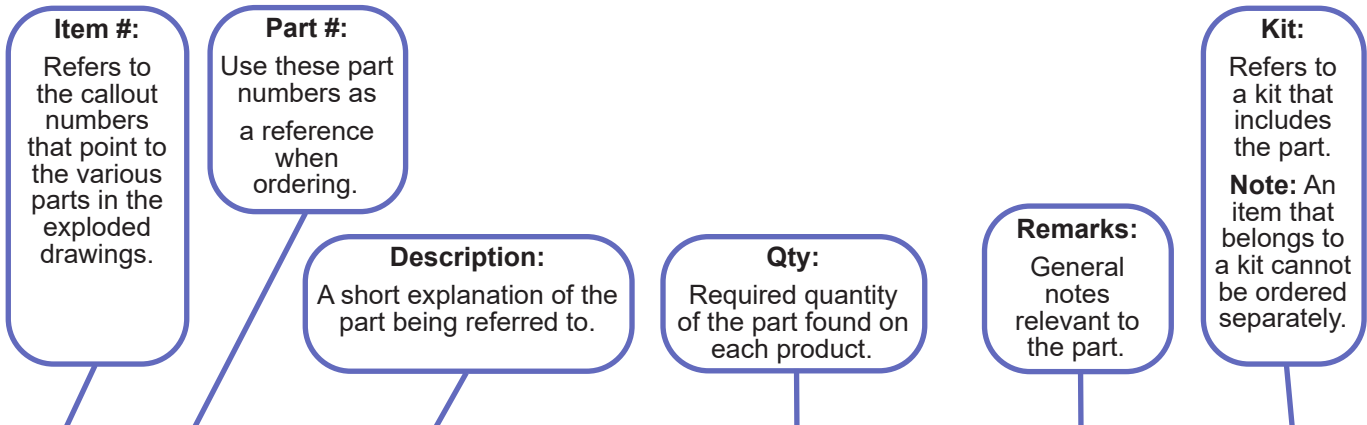 Item #:
Refers to
the callout
numbers
that point to
the various
parts in the
exploded
drawings.
Part #:
Use these part
numbers as
a reference
when
ordering.
Description:
A short explanation of the
part being referred to.
Qty:
Required quantity
of the part found on
each product.
Remarks:
General
notes
relevant to
the part.
Kit:
Refers to
a kit that
includes
the part.
Note: An
item that
belongs to
a kit cannot
be ordered
separately.